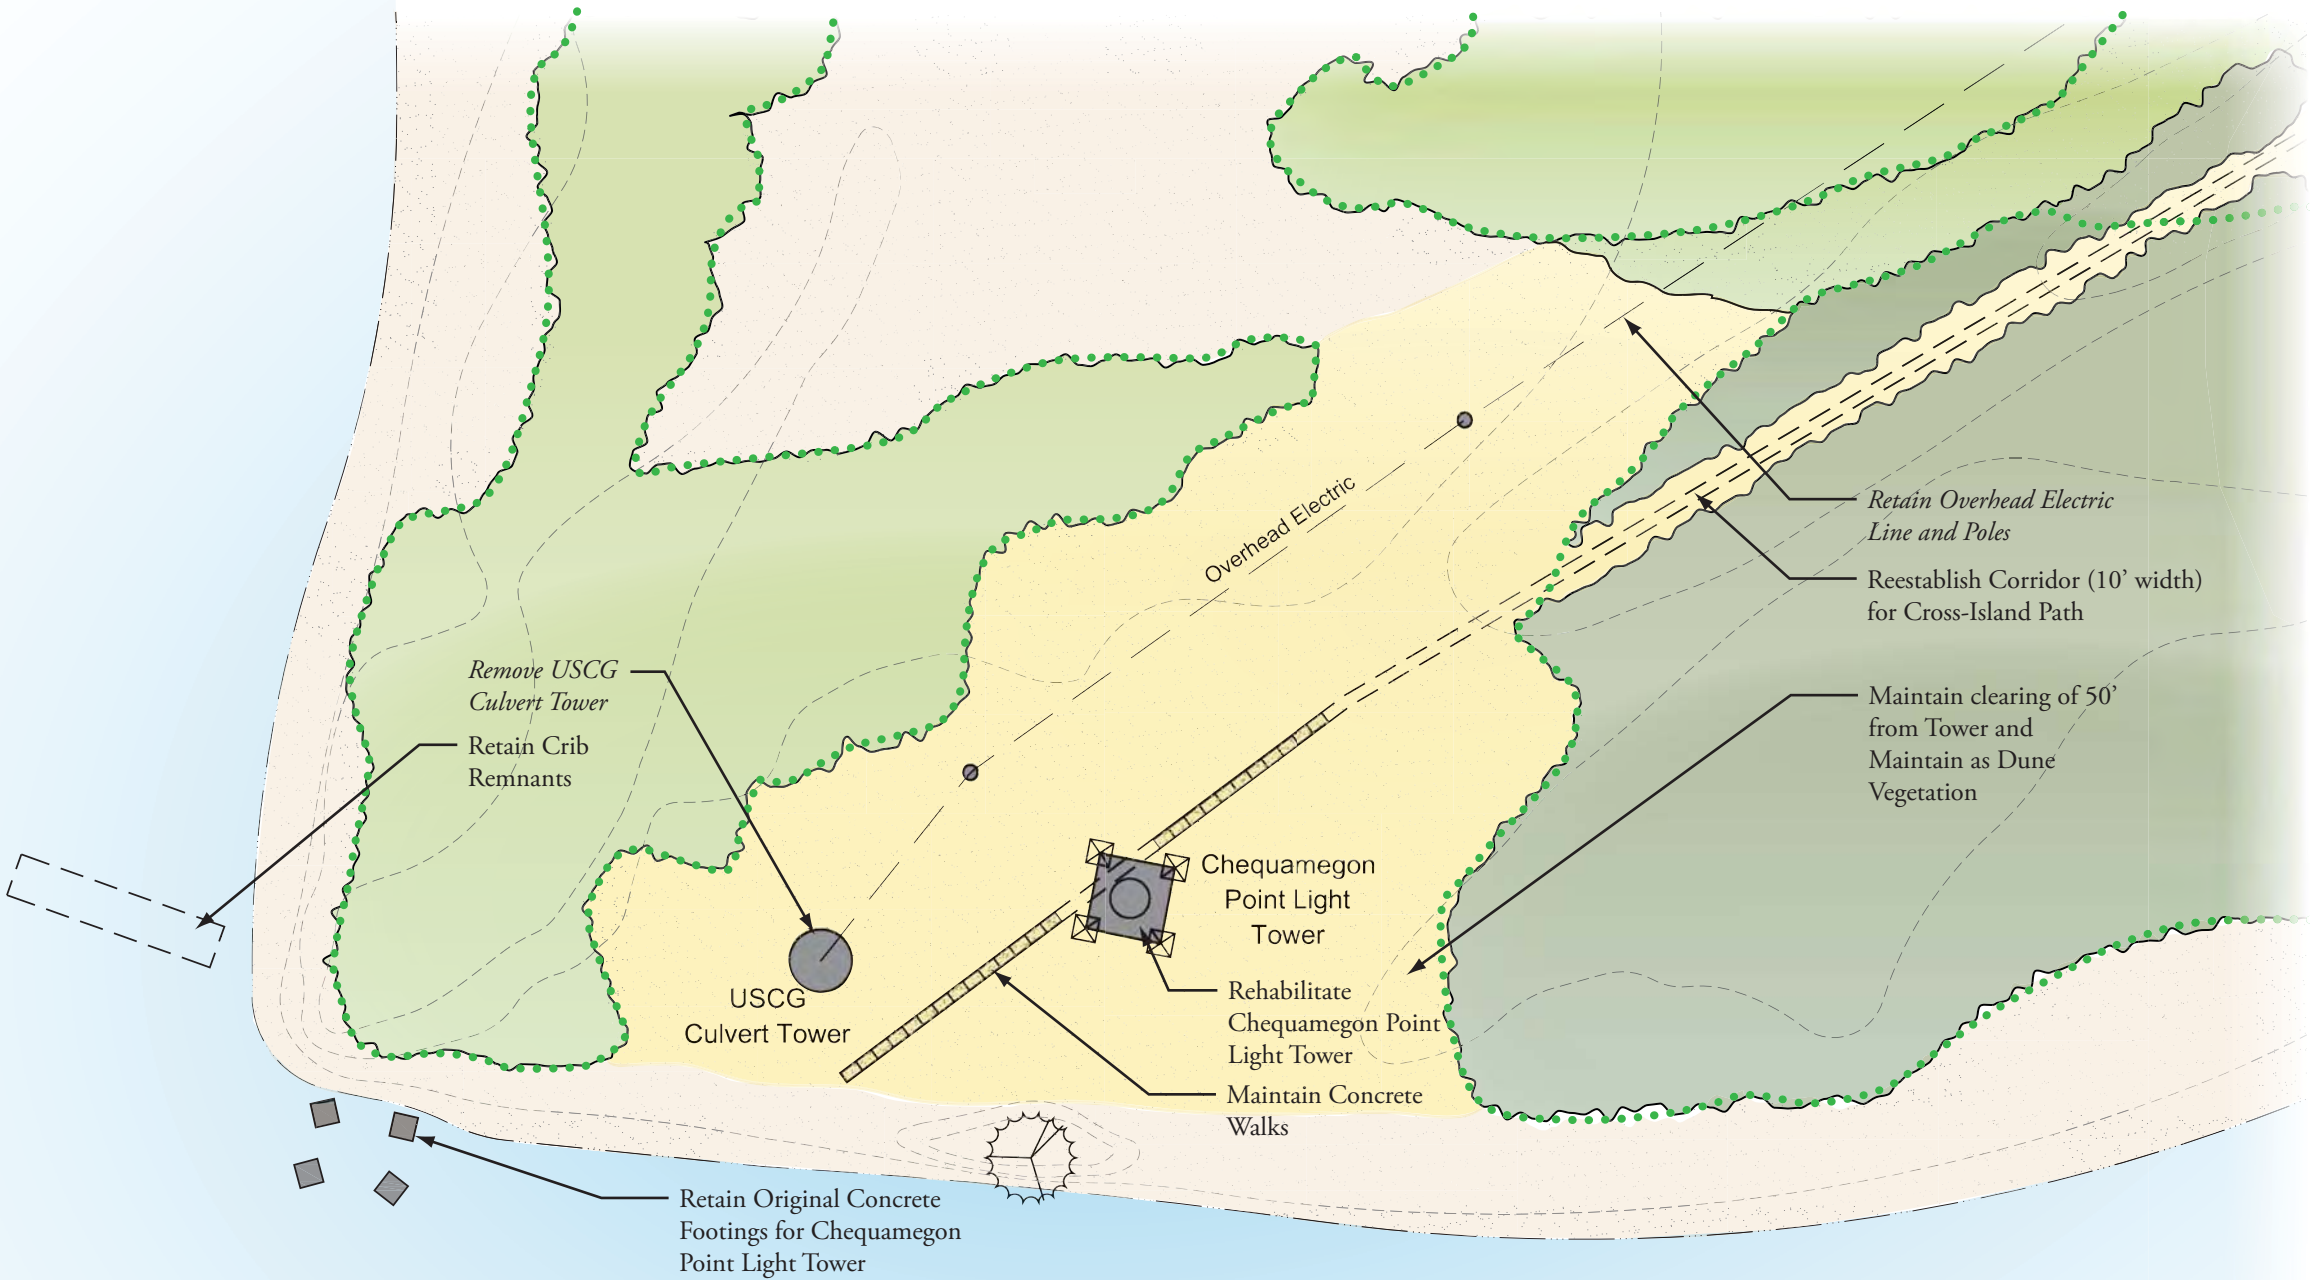 Overhead Electric
Retain Overhead Electric
Line and Poles
Reestablish Corridor (10’ width)
for Cross-Island Path
Remove USCG
Culvert Tower
Retain Crib
Remnants
Maintain clearing of 50’
from Tower and
Maintain as Dune
Vegetation
Chequamegon
Point Light
Tower
USCG
Culvert Tower
Rehabilitate
Chequamegon Point
Light Tower
Maintain Concrete
Walks
Retain Original Concrete
Footings for Chequamegon
Point Light Tower